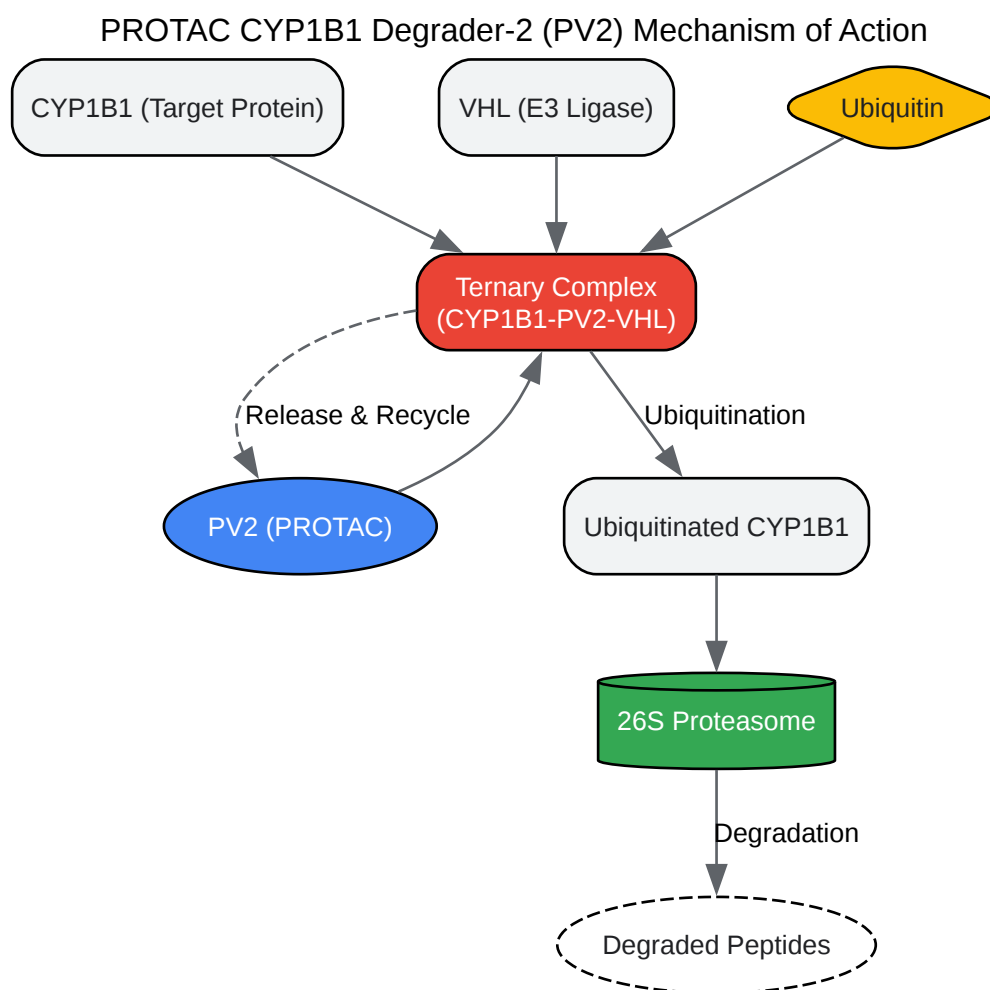 PROTAC CYP1B1 Degrader-2 (PV2) Mechanism of Action
CYP1B1 (Target Protein)
VHL (E3 Ligase)
Ubiquitin
Ternary Complex
(CYP1B1-PV2-VHL)
Release & Recycle
Ubiquitination
PV2 (PROTAC)
Ubiquitinated CYP1B1
26S Proteasome
Degradation
Degraded Peptides